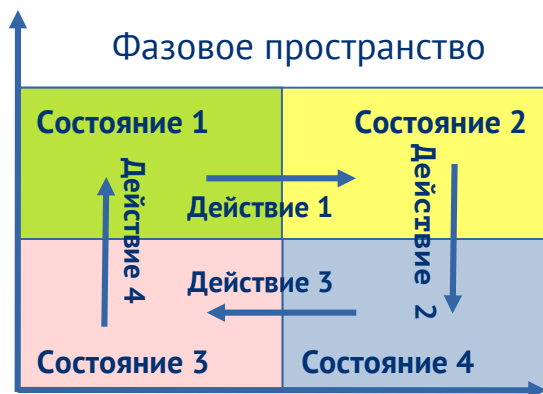 Фазовое пространство
Состояние 1
Состояние 2
Действие 1
Действие 2
Действие 4
Действие 3
Состояние 3
Состояние 4